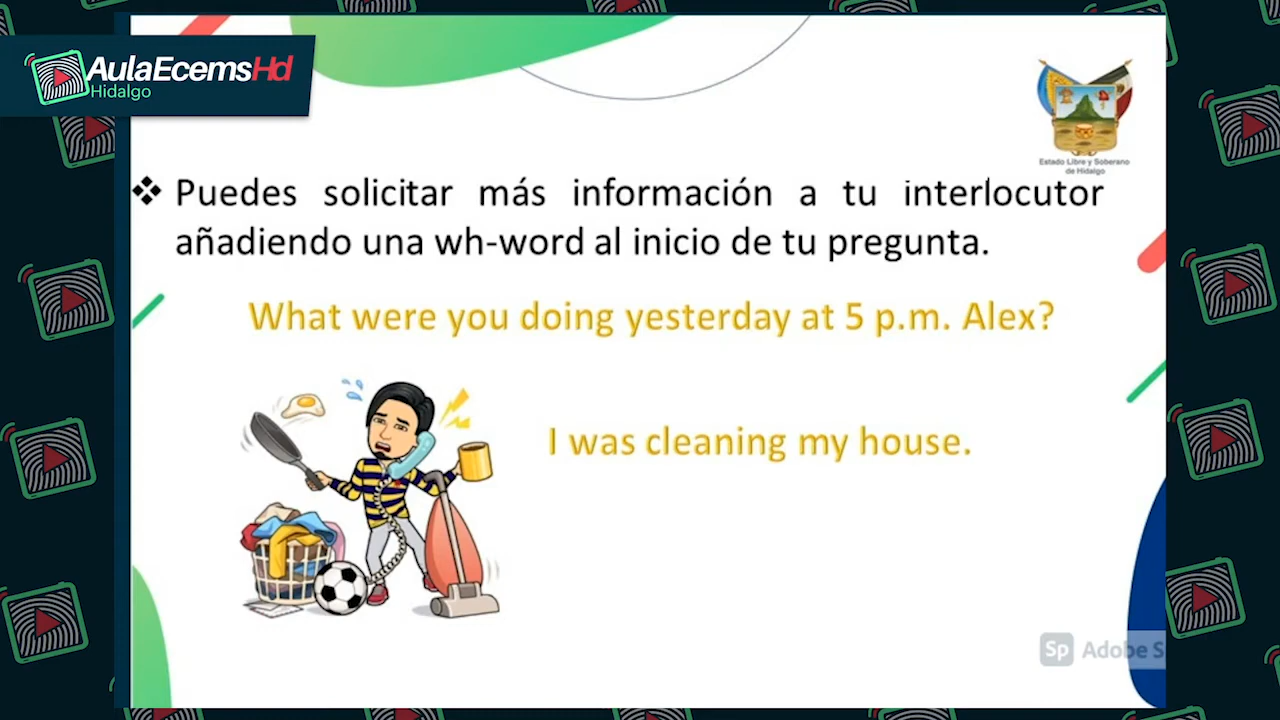 AulaEcemsHd
Hidalgo
Estado Libre y Soberano
de Hidalgo
❖ Puedes solicitar más información a tu interlocutor
añadiendo una wh-word al inicio de tu pregunta.
What were you doing yesterday at 5 p.m. Alex?
I was cleaning my house.
Sp Adobe S